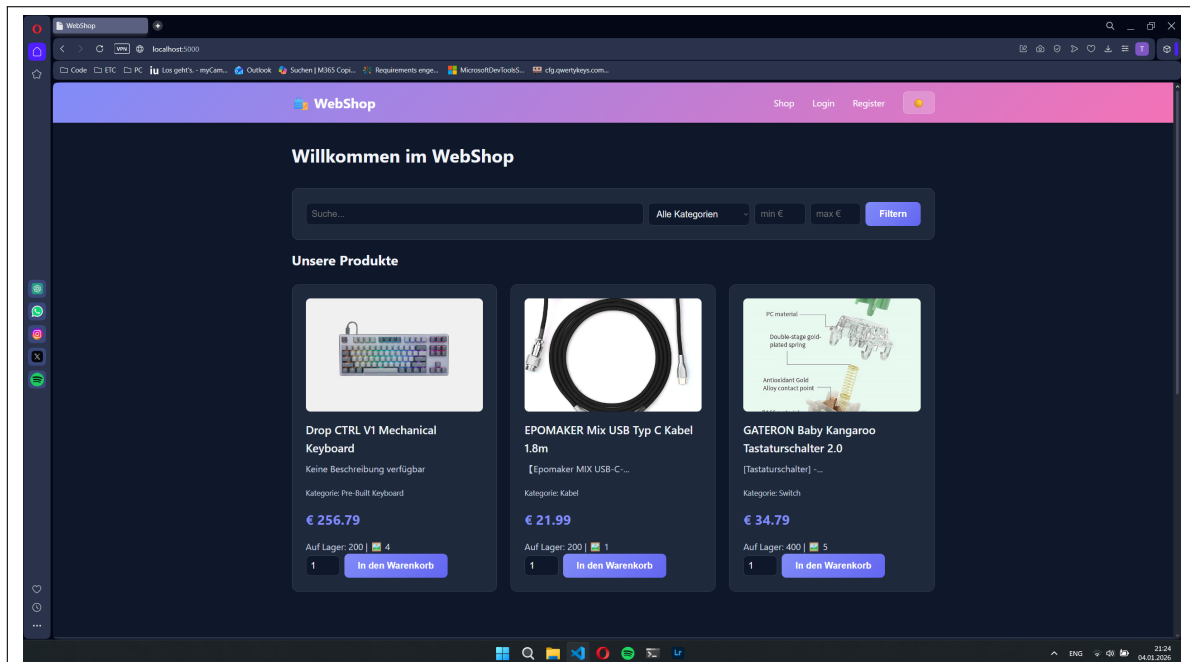 WebShop
VPN localhost:5000
T
Code ETC PC iu Los geht's. - myCam... Outlook Suchen | M365 Copi... Requirements enge... MicrosoftDevToolsS... cfg.qwertykeys.com...
WebShop Shop Login Register
Willkommen im WebShop
Suche... Alle Kategorien min € max € Filtern
Unsere Produkte
PC material
Double-stage gold-
plated spring
Antioxidant Gold
Alloy contact point
Drop CTRL V1 Mechanical
Keyboard
Keine Beschreibung verfügbar
Kategorie: Pre-Built Keyboard
€ 256.79
Auf Lager: 200 | 4
1 In den Warenkorb
EPOMAKER Mix USB Typ C Kabel
1.8m
【Epomaker MIX USB-C-...
Kategorie: Kabel
€ 21.99
Auf Lager: 200 | 1
1 In den Warenkorb
GATERON Baby Kangaroo
Tastaturschalter 2.0
[Tastaturschalter] -...
Kategorie: Switch
€ 34.79
Auf Lager: 400 | 5
1 In den Warenkorb
Lr
ENG
21:24
04.01.2026